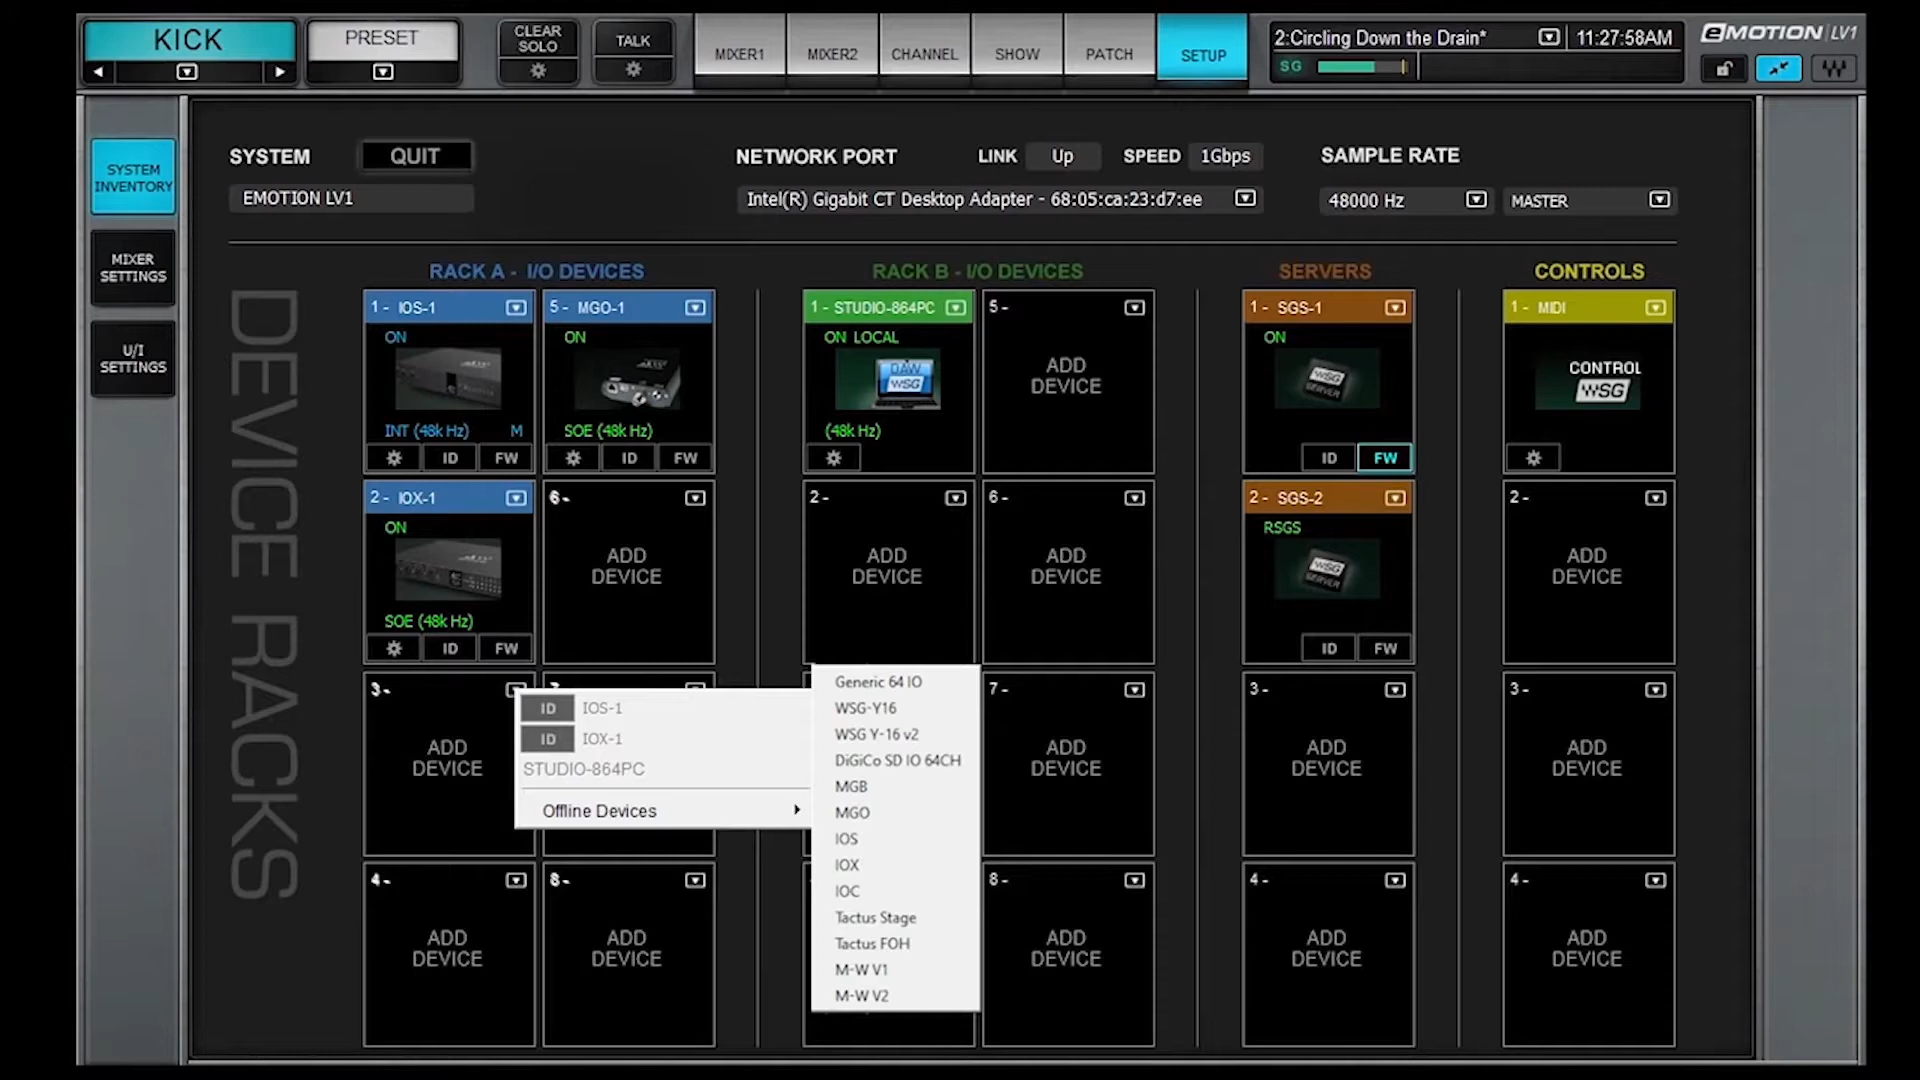 KICK
PRESET
CLEAR
SOLO
TALK
MIXER1
MIXER2
CHANNEL
SHOW
PATCH
SETUP
2:Circling Down the Drain*
11:27:58AM
SG
eMOTION LV1
SYSTEM
INVENTORY
MIXER
SETTINGS
U/I
SETTINGS
SYSTEM
QUIT
EMOTION LV1
NETWORK PORT
LINK
Up
SPEED
1Gbps
Intel(R) Gigabit CT Desktop Adapter - 68:05:ca:23:d7:ee
SAMPLE RATE
48000 Hz
MASTER
DEVICE RACKS
RACK A - I/O DEVICES
RACK B - I/O DEVICES
SERVERS
CONTROLS
1 - IOS-1
ON
INT (48k Hz) M
ID
FW
5 - MGO-1
ON
SOE (48k Hz)
ID
FW
1 - STUDIO-864PC
ON LOCAL
DAW
WSG
(48k Hz)
5 -
ADD
DEVICE
1 - SGS-1
ON
WSG
SERVER
ID
FW
1 - MIDI
CONTROL
WSG
2 - IOX-1
ON
SOE (48k Hz)
ID
FW
6 -
ADD
DEVICE
2 -
ADD
DEVICE
6 -
ADD
DEVICE
2 - SGS-2
RSGS
WSG
SERVER
ID
FW
2 -
ADD
DEVICE
3 -
ADD
DEVICE
ID IOS-1
ID IOX-1
STUDIO-864PC
Offline Devices
Generic 64 IO
WSG-Y16
WSG Y-16 v2
DiGiCo SD IO 64CH
MGB
MGO
IOS
IOX
IOC
Tactus Stage
Tactus FOH
M-W V1
M-W V2
7 -
ADD
DEVICE
3 -
ADD
DEVICE
3 -
ADD
DEVICE
4 -
ADD
DEVICE
8 -
ADD
DEVICE
8 -
ADD
DEVICE
4 -
ADD
DEVICE
4 -
ADD
DEVICE